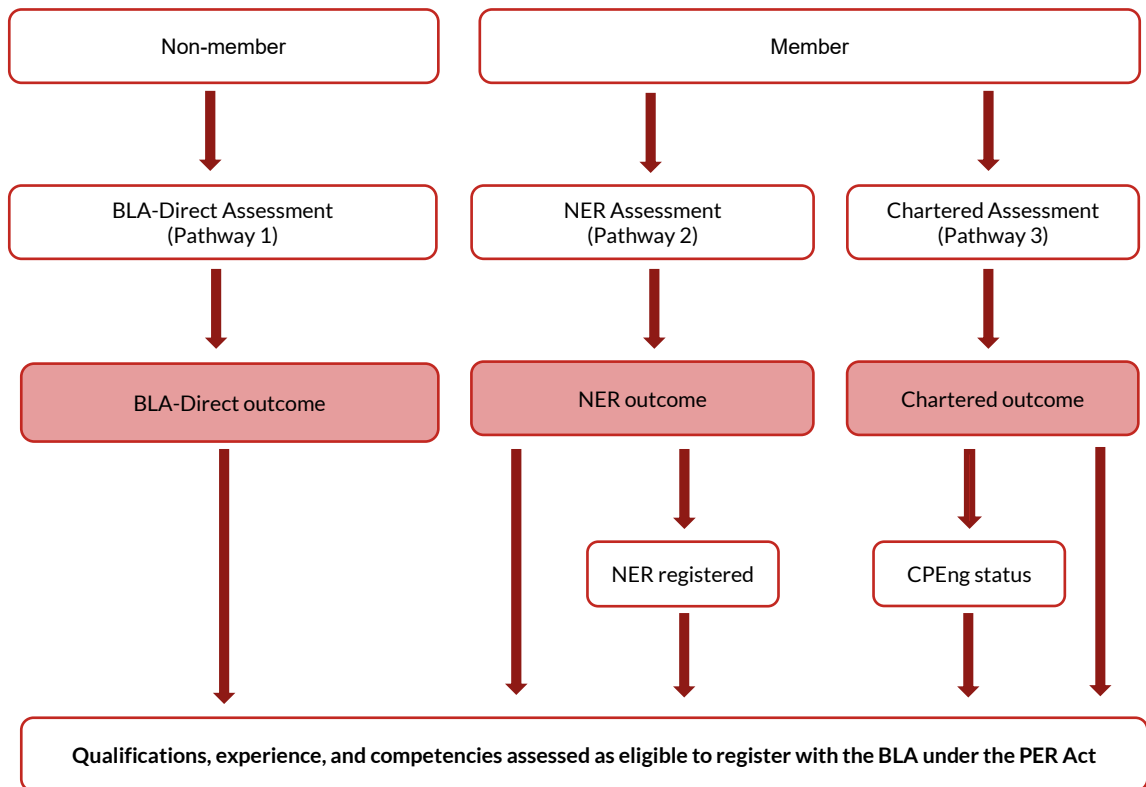 Non-member
Member
BLA-Direct Assessment
(Pathway 1)
NER Assessment
(Pathway 2)
Chartered Assessment
(Pathway 3)
BLA-Direct outcome
NER outcome
Chartered outcome
NER registered
CPEng status
Qualifications, experience, and competencies assessed as eligible to register with the BLA under the PER Act